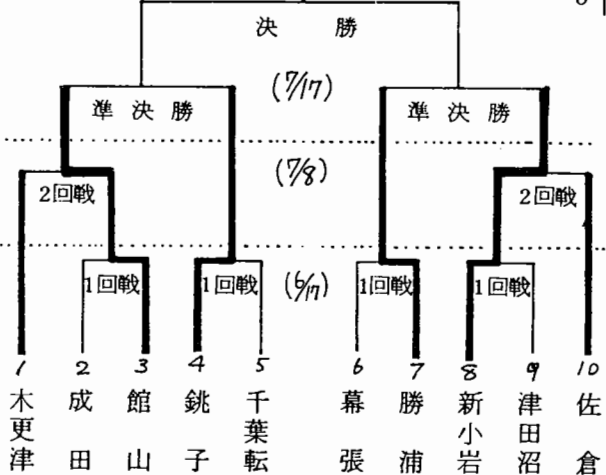 決勝
(7/17)
準決勝
準決勝
(7/8)
2回戦
2回戦
1回戦
1回戦
(6/17)
1回戦
1回戦
1
2
3
4
5
6
7
8
9
10
木更津
成田
館山
銚子
千葉転
幕張
勝浦
新小岩
津田沼
佐倉